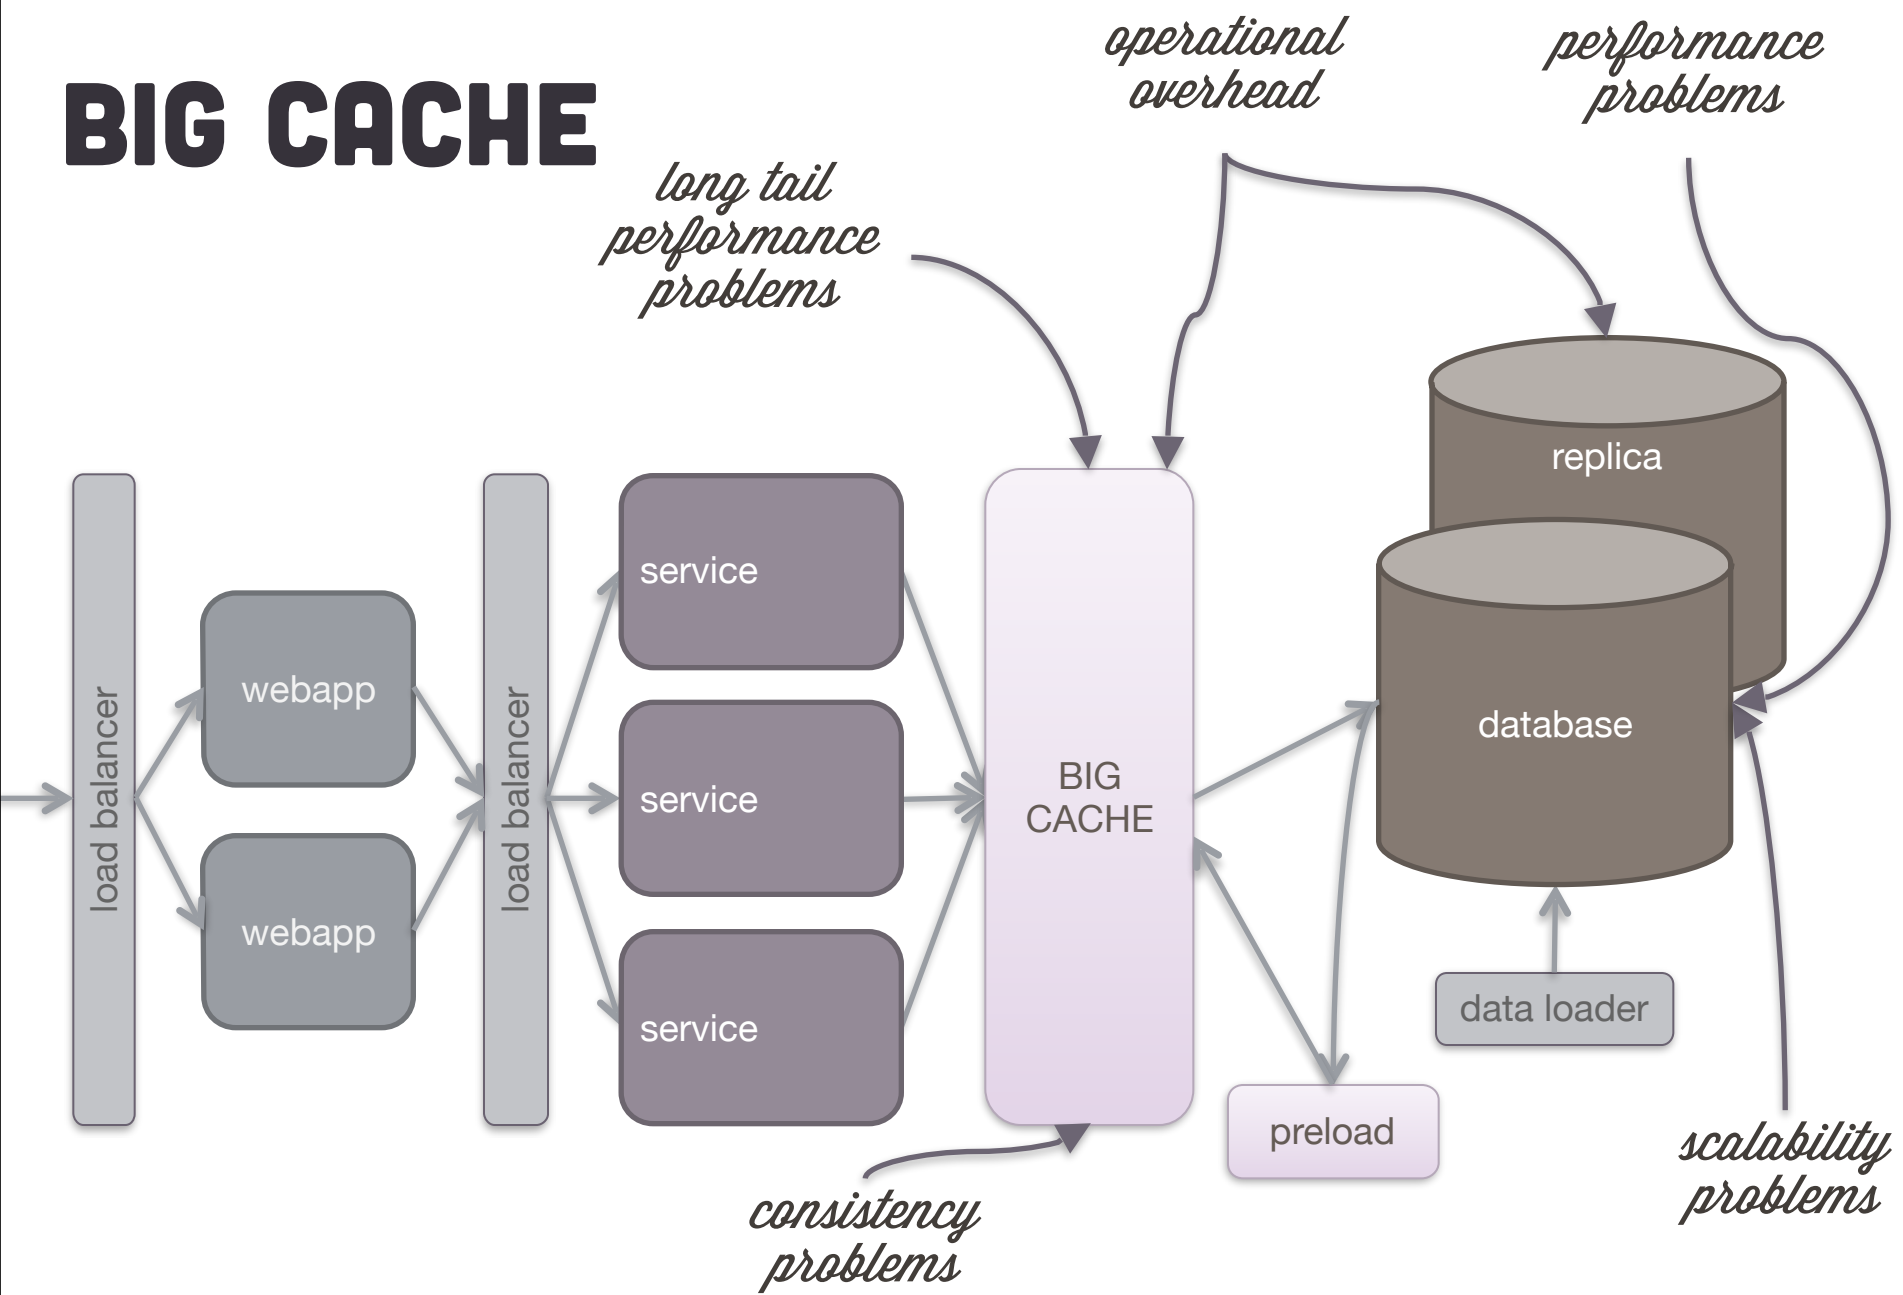 BIG CACHE
operational
overhead
performance
problems
long tail
performance
problems
replica
database
load balancer
webapp
webapp
load balancer
service
service
service
BIG
CACHE
data loader
preload
consistency
problems
scalability
problems